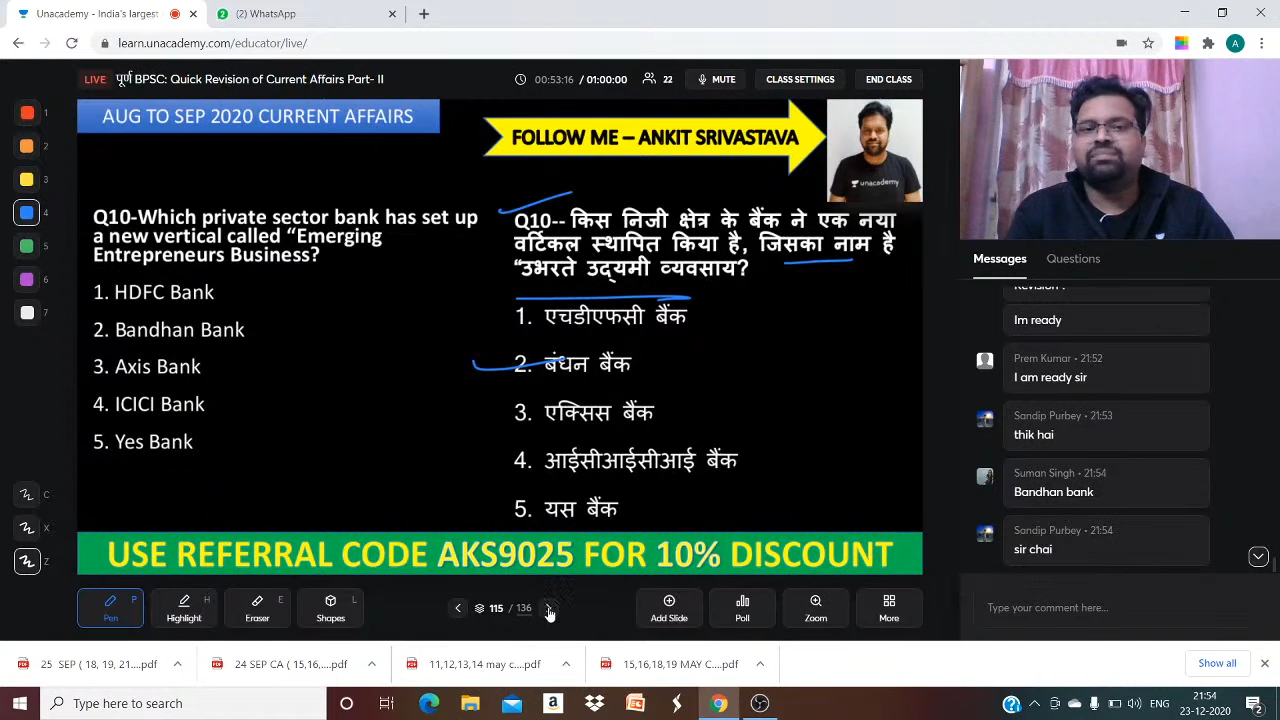 Unacademy - India's largest
(2) WhatsApp
learn.unacademy.com/educator/live/
A
LIVE पूर्ण BPSC: Quick Revision of Current Affairs Part- II
00:53:16 / 01:00:00
22
MUTE
CLASS SETTINGS
END CLASS
AUG TO SEP 2020 CURRENT AFFAIRS
FOLLOW ME – ANKIT SRIVASTAVA
unacademy
Q10-Which private sector bank has set up
a new vertical called “Emerging
Entrepreneurs Business?
1. HDFC Bank
2. Bandhan Bank
3. Axis Bank
4. ICICI Bank
5. Yes Bank
Q10-- किस निजी क्षेत्र के बैंक ने एक नया
वर्टिकल स्थापित किया है, जिसका नाम है
“उभरते उद्यमी व्यवसाय?
1. एचडीएफसी बैंक
2. बंधन बैंक
3. एक्सिस बैंक
4. आईसीआईसीआई बैंक
5. यस बैंक
USE REFERRAL CODE AKS9025 FOR 10% DISCOUNT
1
2
3
4
5
6
7
C
X
Z
Messages
Questions
Im ready
Prem Kumar • 21:52
I am ready sir
Sandip Purbey • 21:53
thik hai
Suman Singh • 21:54
Bandhan bank
Sandip Purbey • 21:54
sir chai
Type your comment...
Pen P
Highlight H
Eraser E
Shapes L
115 / 136
Add Slide
Poll
Zoom
More
25 SEP ( 18, 19, 21....pdf
24 SEP CA ( 15,16,....pdf
11,12,13,14 may c....pdf
15,16,18,19 MAY C....pdf
Show all
Type here to search
ENG
21:54
23-12-2020
2